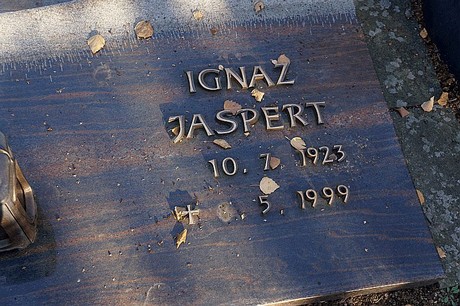 IGNAZ
JASPERT
10. 7. 1923
5. 1999